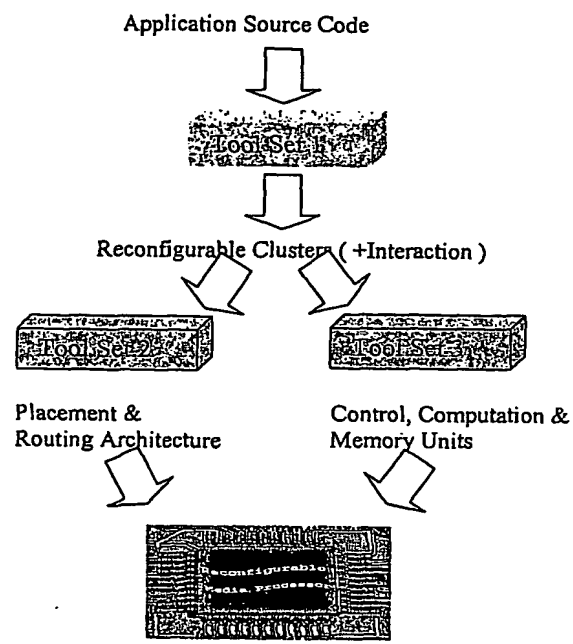 Application Source Code
Tool Set 1
Reconfigurable Clusters ( +Interaction )
Tool Set 2
Tool Set 3
Placement &
Routing Architecture
Control, Computation &
Memory Units
Reconfigurable
Media Processor